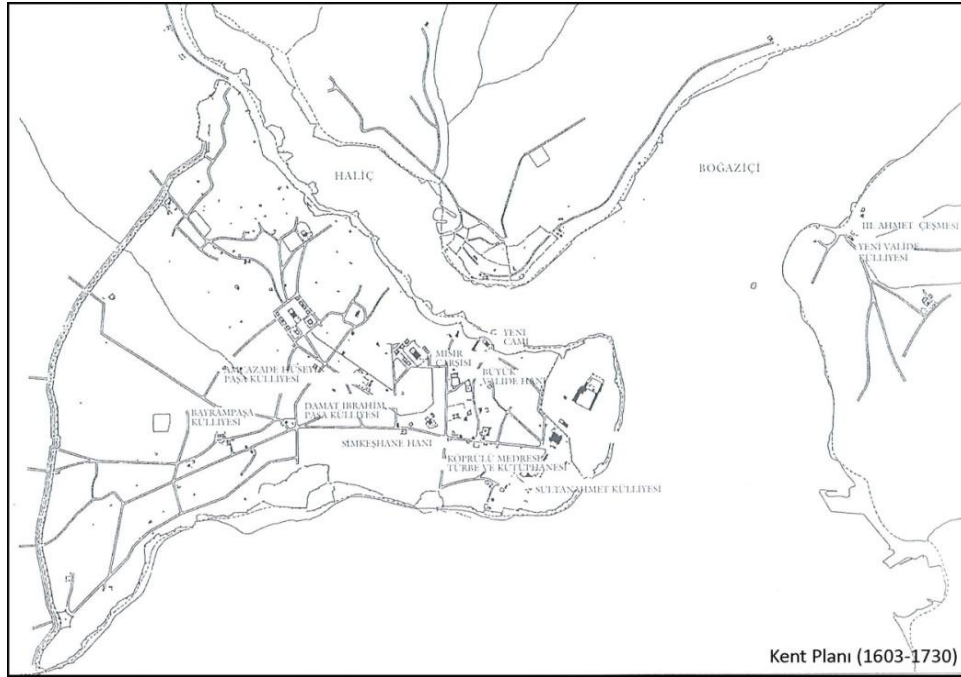 HALİÇ
BOĞAZİÇİ
III. AHMET ÇEŞMESİ
YENİ VALİDE
KÜLLİYESİ
YENİ
CAMİ
MISIR
ÇARŞISI
BÜYÜK
VALİDE HANI
AMCAZADE HÜSEYİN
PAŞA KÜLLİYESİ
DAMAT İBRAHİM
PAŞA KÜLLİYESİ
BAYRAMPAŞA
KÜLLİYESİ
SİMKEŞHANE HANI
KÖPRÜLÜ MEDRESE
TÜRBE VE KÜTÜPHANESİ
SULTANAHMET KÜLLİYESİ
Kent Planı (1603-1730)